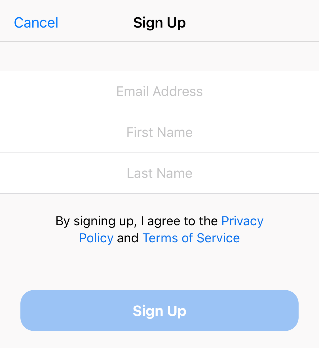 Cancel Sign Up
Email Address
First Name
Last Name
By signing up, I agree to the Privacy
Policy and Terms of Service
Sign Up